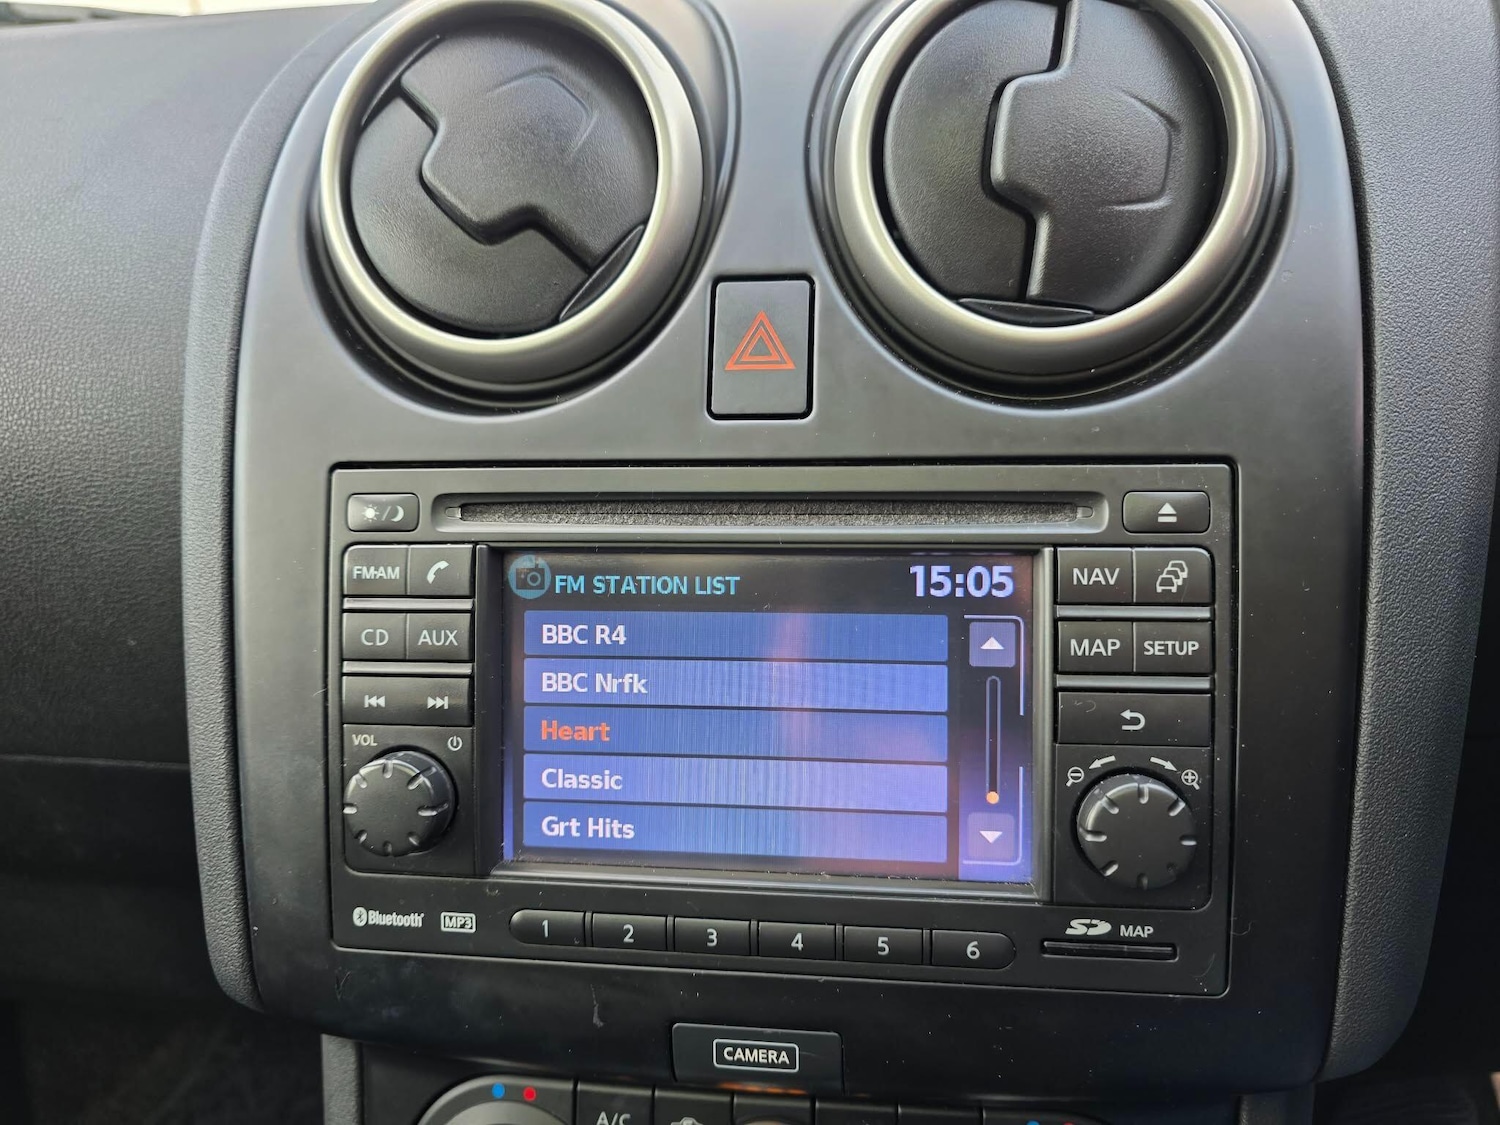 FM·AM
CD AUX
VOL
FM STATION LIST 15:05
BBC R4
BBC Nrfk
Heart
Classic
Grt Hits
NAV
MAP SETUP
Bluetooth MP3
1 2 3 4 5 6
SD MAP
CAMERA
A/C